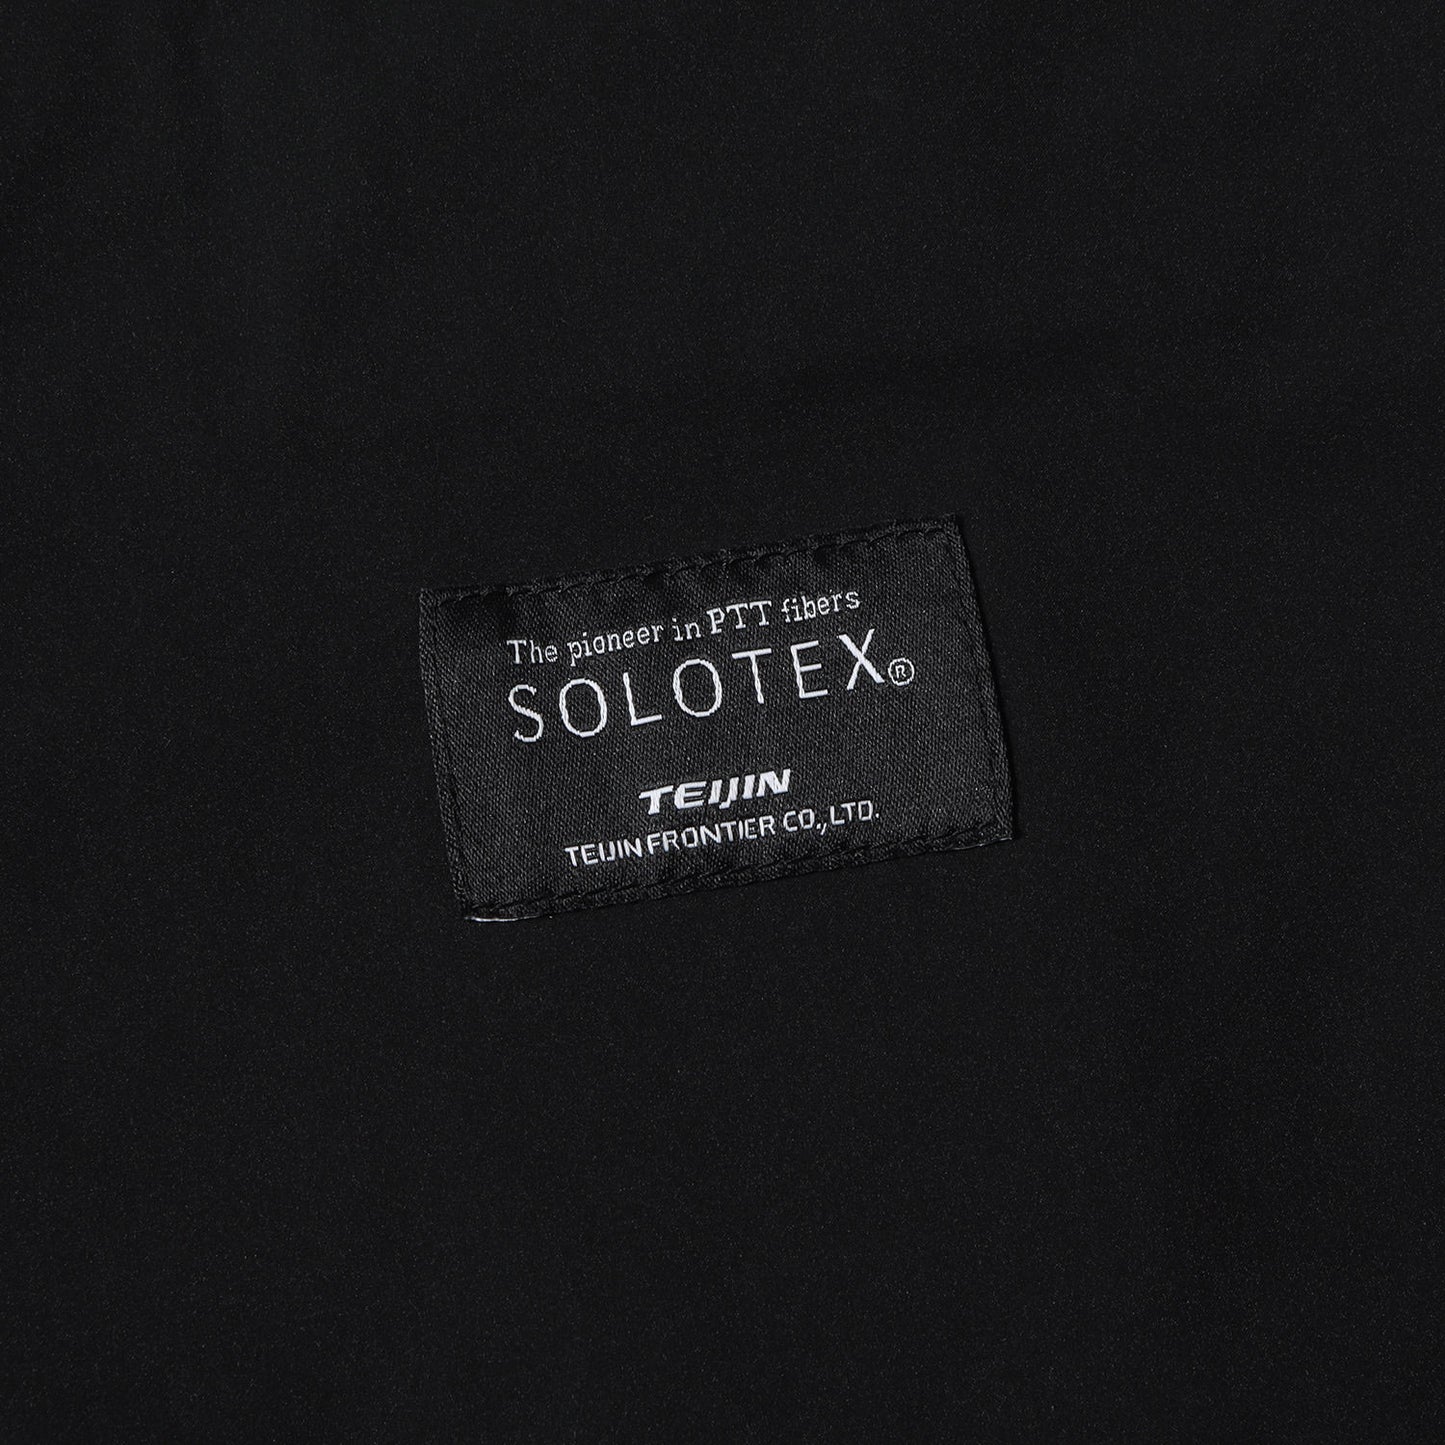 The pioneer in PTT fibers
SOLOTEX®
TEIJIN
TEIJIN FRONTIER CO.,LTD.